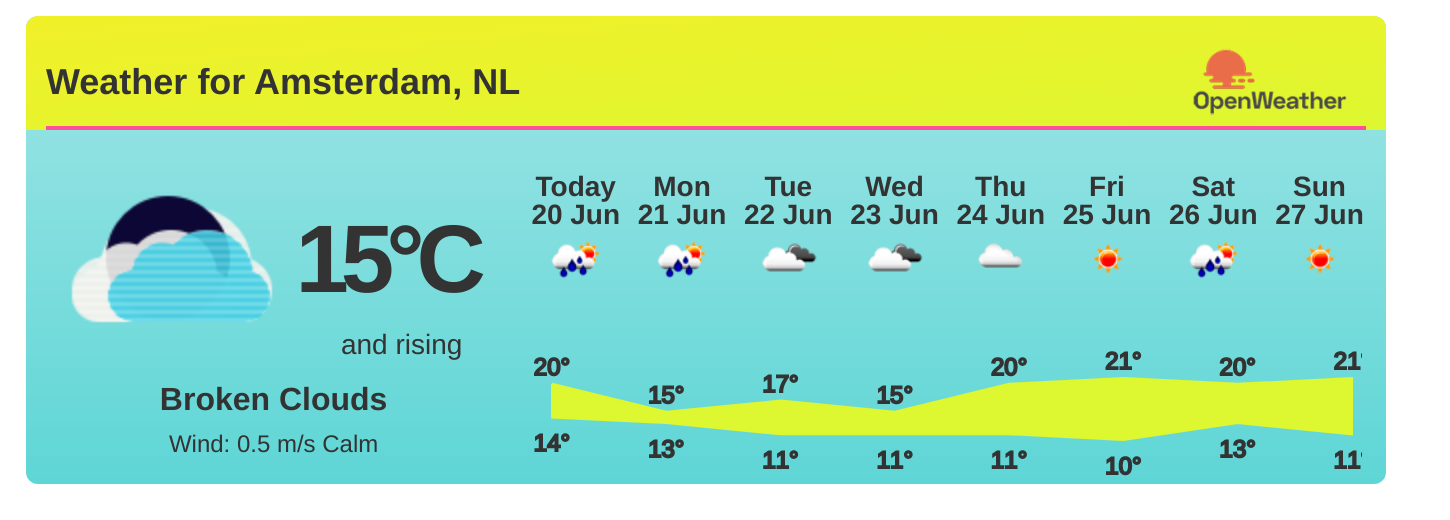 Weather for Amsterdam, NL
OpenWeather
15°C
and rising
Broken Clouds
Wind: 0.5 m/s Calm
Today Mon Tue Wed Thu Fri Sat Sun
20 Jun 21 Jun 22 Jun 23 Jun 24 Jun 25 Jun 26 Jun 27 Jun
20° 15° 17° 15° 20° 21° 20° 21°
14° 13° 11° 11° 11° 10° 13° 11°